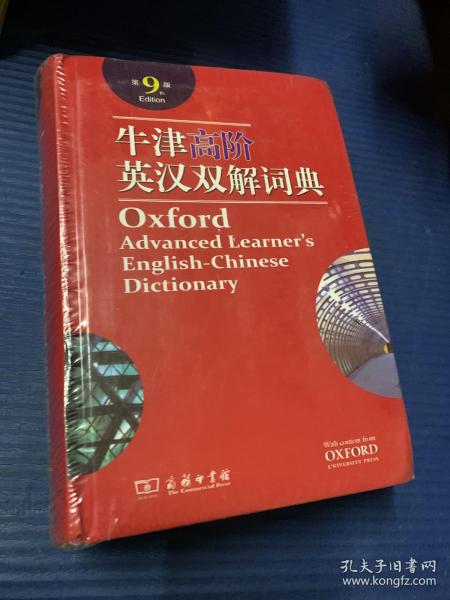 第9版
9th
Edition
牛津高阶
英汉双解词典
Oxford
Advanced Learner's
English-Chinese
Dictionary
With content from
OXFORD
UNIVERSITY PRESS
商务印书馆
The Commercial Press
孔夫子旧书网
www.kongfz.com